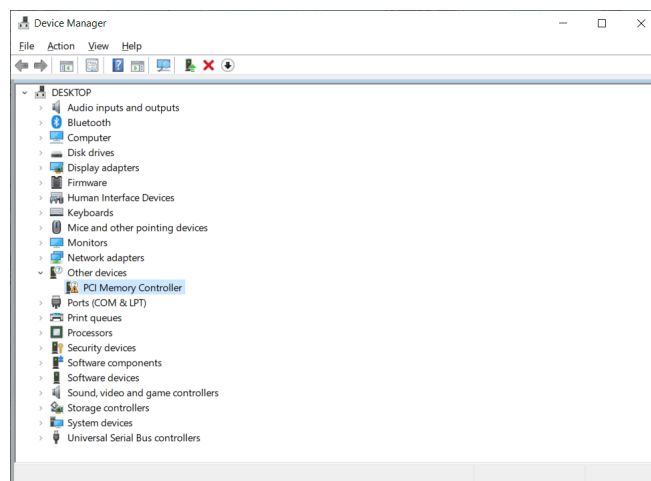 Device Manager
File Action View Help
DESKTOP
Audio inputs and outputs
Bluetooth
Computer
Disk drives
Display adapters
Firmware
Human Interface Devices
Keyboards
Mice and other pointing devices
Monitors
Network adapters
Other devices
PCI Memory Controller
Ports (COM & LPT)
Print queues
Processors
Security devices
Software components
Software devices
Sound, video and game controllers
Storage controllers
System devices
Universal Serial Bus controllers